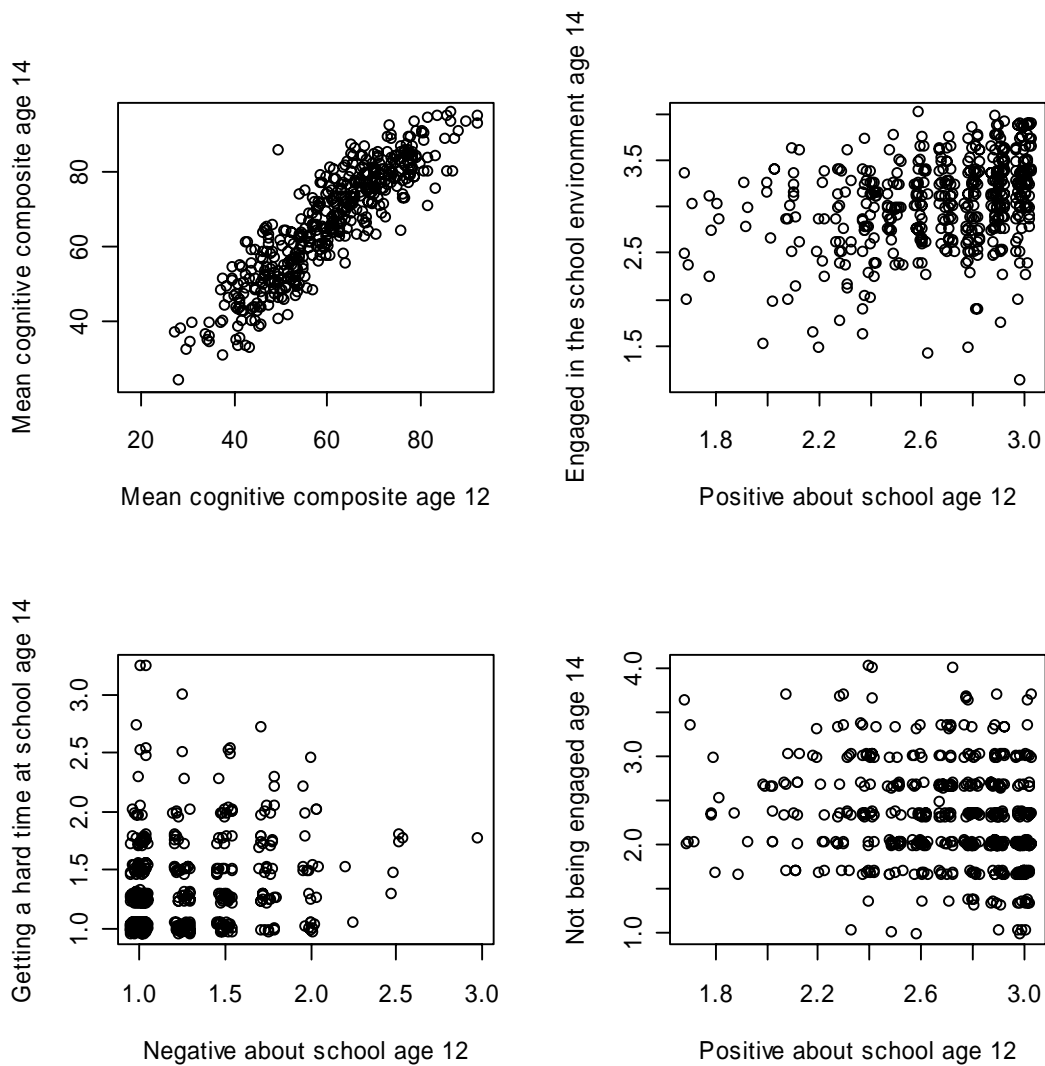 Mean cognitive composite age 14
80
60
40
20 40 60 80
Mean cognitive composite age 12
Engaged in the school environment age 14
3.5
2.5
1.5
1.8 2.2 2.6 3.0
Positive about school age 12
Getting a hard time at school age 14
3.0
2.5
2.0
1.5
1.0
1.0 1.5 2.0 2.5 3.0
Negative about school age 12
Not being engaged age 14
4.0
3.0
2.0
1.0
1.8 2.2 2.6 3.0
Positive about school age 12